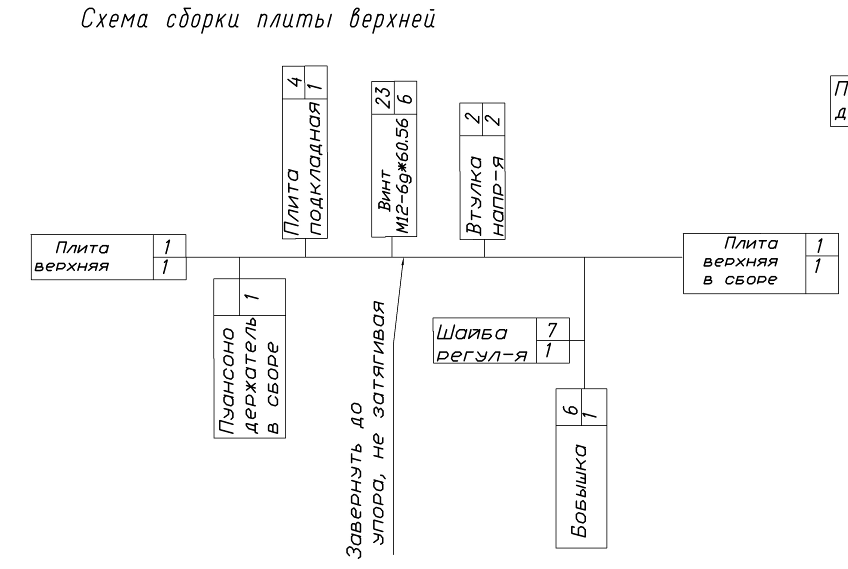 Схема сборки плиты верхней
Плита
верхняя
1
1
Пуансоно
держатель
в сборе
1
Плита
подкладная
4
1
Винт
М12-6g*60.56
23
6
Завернуть до
упора, не затягивая
Втулка
напр-я
2
2
Шайба
регул-я
7
1
Бобышка
6
1
Плита
верхняя
в сборе
1
1
П
д